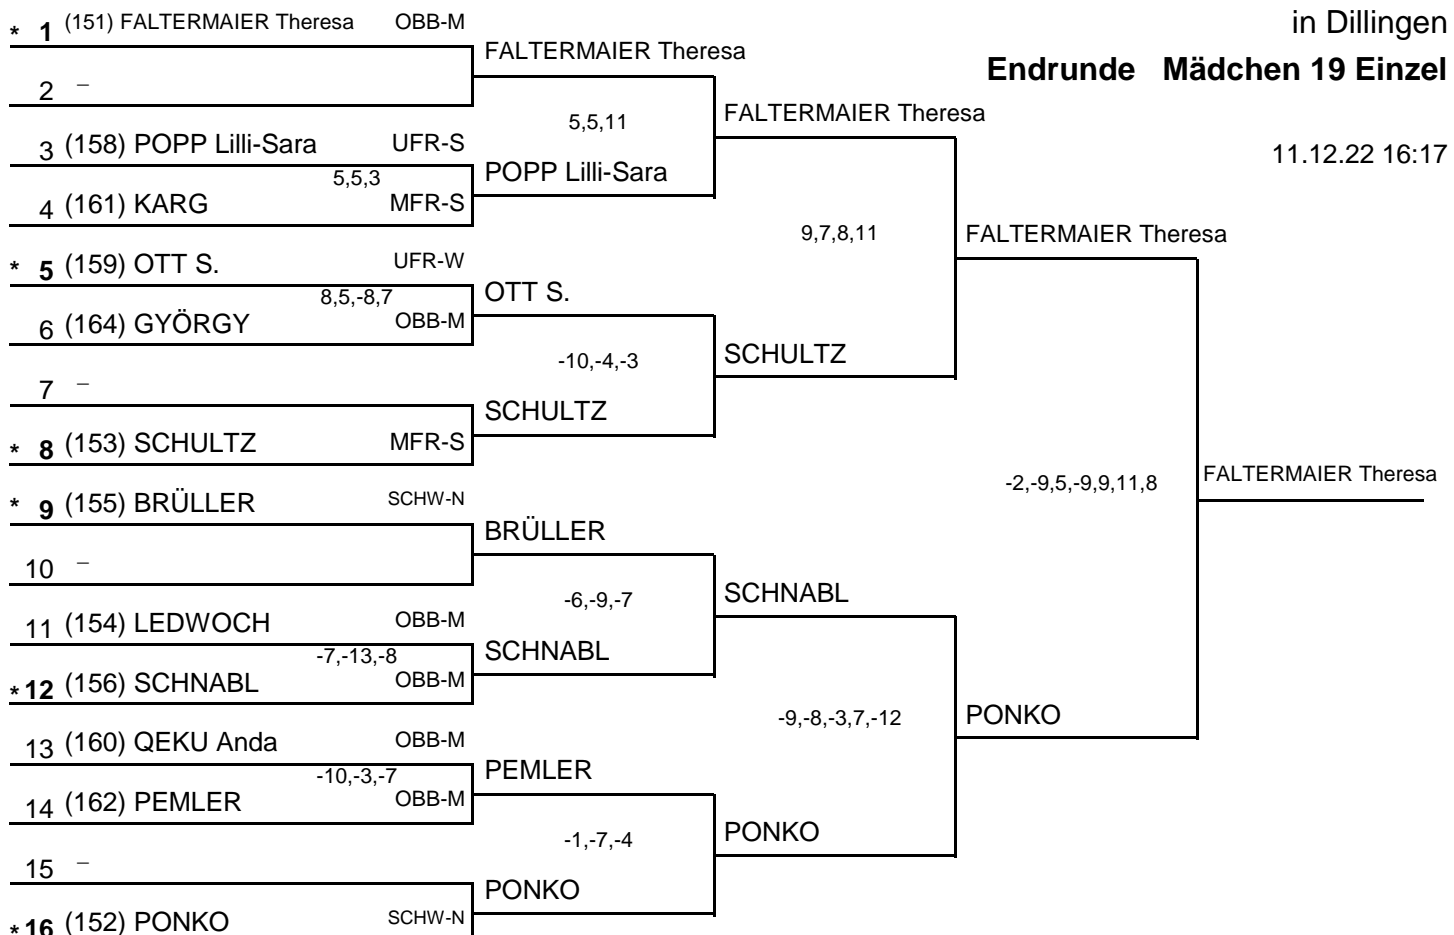 * 1 (151) FALTERMAIER Theresa OBB-M
in Dillingen
FALTERMAIER Theresa
Endrunde Mädchen 19 Einzel
2 –
5,5,11
FALTERMAIER Theresa
3 (158) POPP Lilli-Sara UFR-S
11.12.22 16:17
5,5,3
POPP Lilli-Sara
4 (161) KARG MFR-S
9,7,8,11
FALTERMAIER Theresa
* 5 (159) OTT S. UFR-W
8,5,-8,7
OTT S.
6 (164) GYÖRGY OBB-M
-10,-4,-3
SCHULTZ
7 –
SCHULTZ
* 8 (153) SCHULTZ MFR-S
-2,-9,5,-9,9,11,8
FALTERMAIER Theresa
* 9 (155) BRÜLLER SCHW-N
BRÜLLER
10 –
-6,-9,-7
SCHNABL
11 (154) LEDWOCH OBB-M
-7,-13,-8
SCHNABL
* 12 (156) SCHNABL OBB-M
-9,-8,-3,7,-12
PONKO
13 (160) QEKU Anda OBB-M
-10,-3,-7
PEMLER
14 (162) PEMLER OBB-M
-1,-7,-4
PONKO
15 –
PONKO
* 16 (152) PONKO SCHW-N